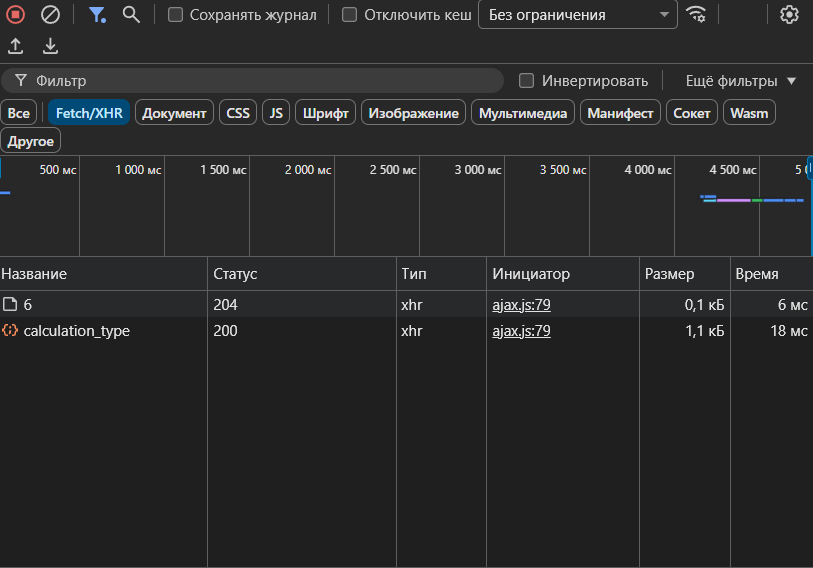 Сохранять журнал Отключить кеш Без ограничения
Фильтр Инвертировать Ещё фильтры
Все Fetch/XHR Документ CSS JS Шрифт Изображение Мультимедиа Манифест Сокет Wasm
Другое
500 мс 1 000 мс 1 500 мс 2 000 мс 2 500 мс 3 000 мс 3 500 мс 4 000 мс 4 500 мс
Название Статус Тип Инициатор Размер Время
6 204 xhr ajax.js:79 0,1 кБ 6 мс
calculation_type 200 xhr ajax.js:79 1,1 кБ 18 мс